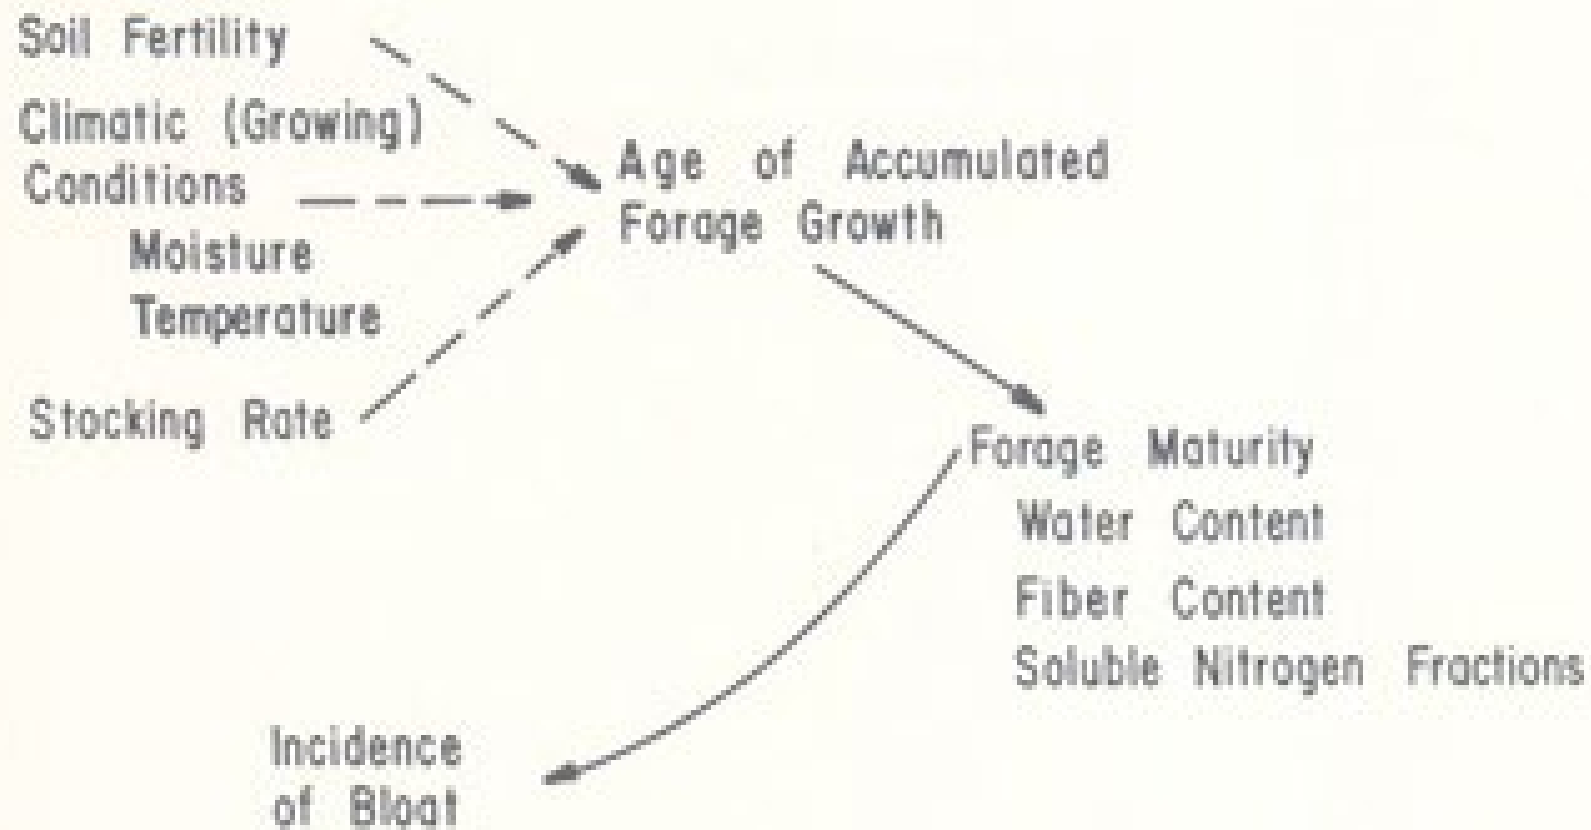 Soil Fertility
Climatic (Growing)
Conditions
Moisture
Temperature
Stocking Rate
Age of Accumulated
Forage Growth
Forage Maturity
Water Content
Fiber Content
Soluble Nitrogen Fractions
Incidence
of Bloat